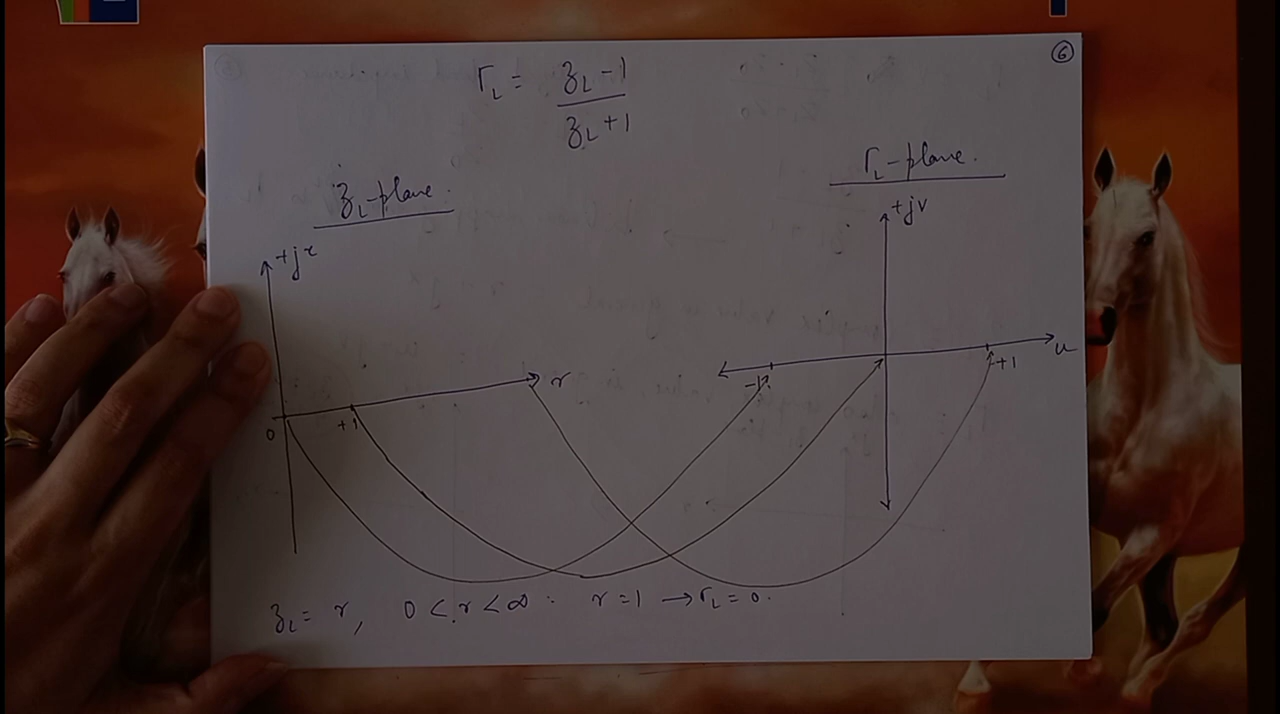 6
Γ_L = (z_L - 1) / (z_L + 1)
z_L-plane.
Γ_L-plane.
+jx
+jv
0
+1
r
-1
+1
u
z_L = r, 0 < r < ∞. r = 1 → Γ_L = 0.